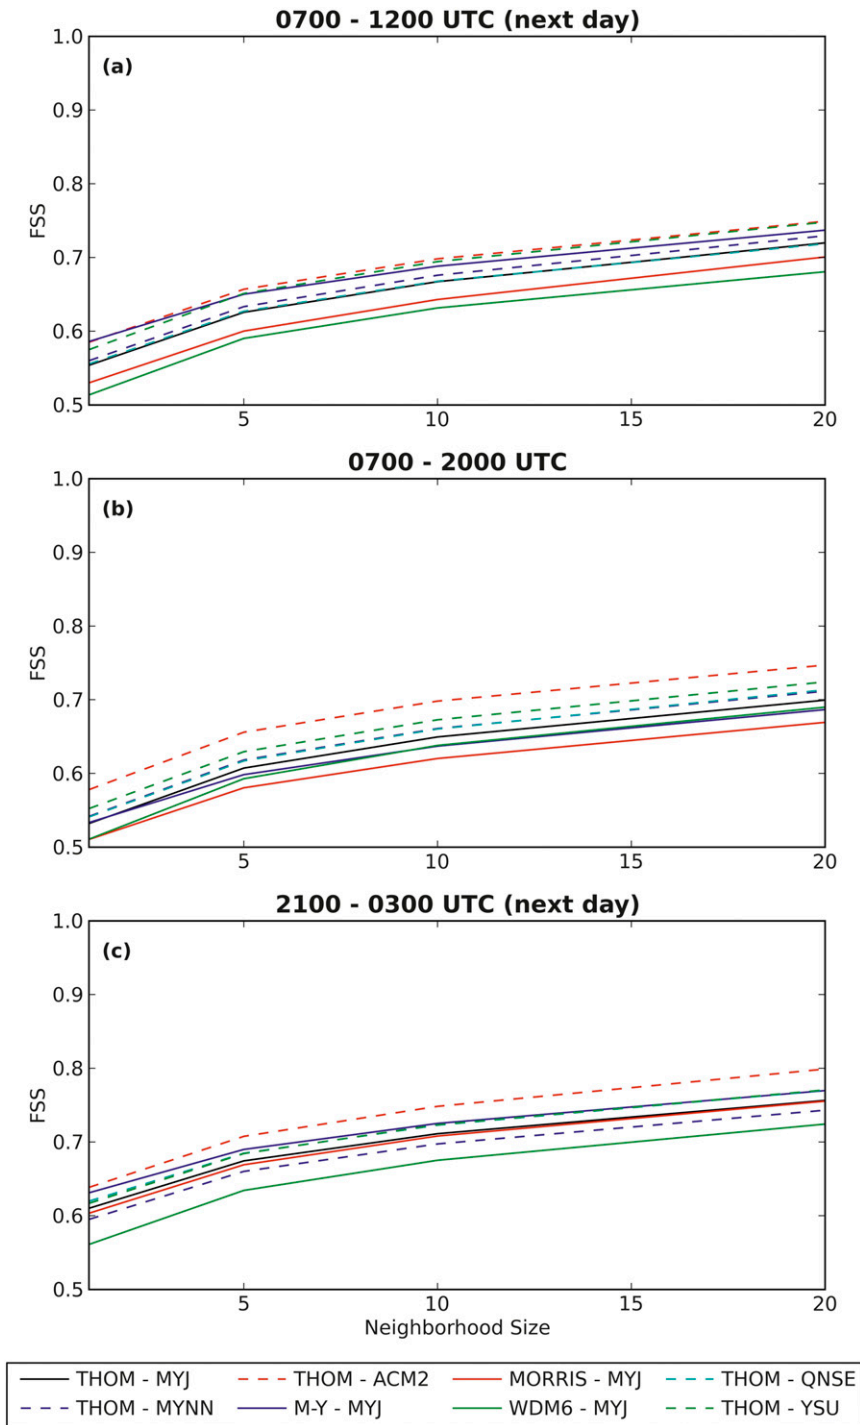 0700 - 1200 UTC (next day)
1.0
(a)
0.9
0.8
FSS
0.7
0.6
0.5
5 10 15 20
0700 - 2000 UTC
1.0
(b)
0.9
0.8
FSS
0.7
0.6
0.5
5 10 15 20
2100 - 0300 UTC (next day)
1.0
(c)
0.9
0.8
FSS
0.7
0.6
0.5
5 10 15 20
Neighborhood Size
THOM - MYJ THOM - ACM2 MORRIS - MYJ THOM - QNSE
THOM - MYNN M-Y - MYJ WDM6 - MYJ THOM - YSU